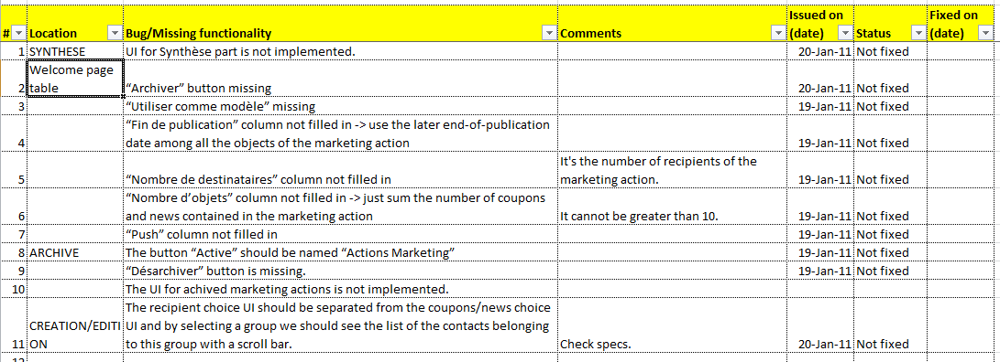 Issued on Fixed on
# Location Bug/Missing functionality Comments (date) Status (date)
1 SYNTHESE UI for Synthèse part is not implemented. 20-Jan-11 Not fixed
Welcome page
2 table “Archiver” button missing 20-Jan-11 Not fixed
3 “Utiliser comme modèle” missing 19-Jan-11 Not fixed
“Fin de publication” column not filled in -> use the later end-of-publication
4 date among all the objects of the marketing action 19-Jan-11 Not fixed
It's the number of recipients of the
5 “Nombre de destinataires” column not filled in marketing action. 19-Jan-11 Not fixed
“Nombre d’objets” column not filled in -> just sum the number of coupons
6 and news contained in the marketing action It cannot be greater than 10. 19-Jan-11 Not fixed
7 “Push” column not filled in 19-Jan-11 Not fixed
8 ARCHIVE The button “Active” should be named “Actions Marketing” 19-Jan-11 Not fixed
9 “Désarchiver” button is missing. 19-Jan-11 Not fixed
10 The UI for achived marketing actions is not implemented.
The recipient choice UI should be separated from the coupons/news choice
CREATION/EDITI UI and by selecting a group we should see the list of the contacts belonging
11 ON to this group with a scroll bar. Check specs. 20-Jan-11 Not fixed
12